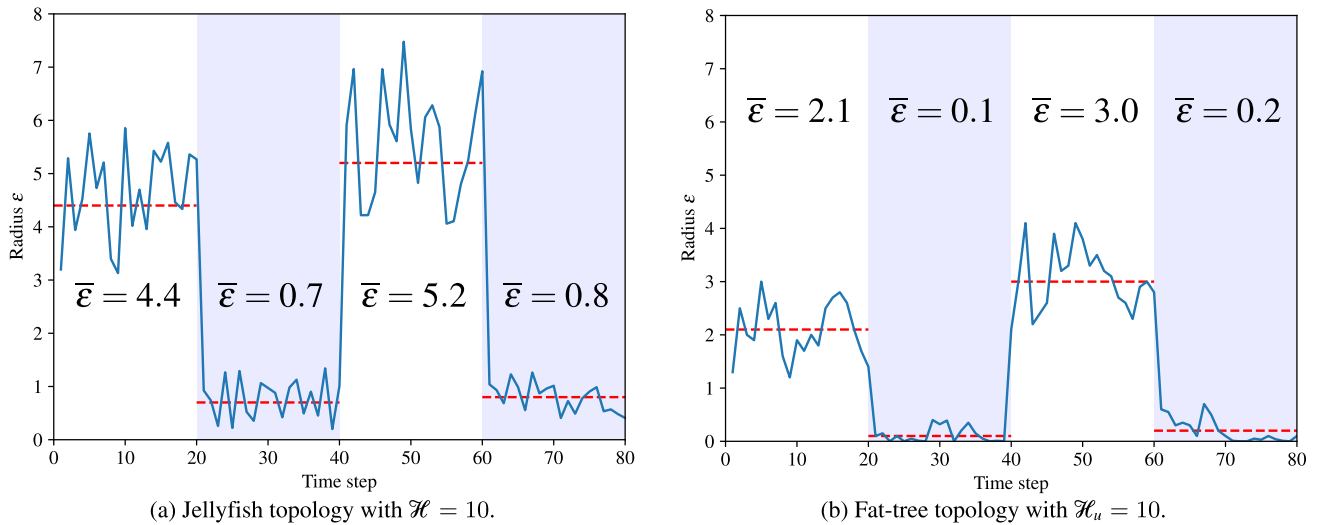 8
7
6
5
4
3
2
1
0
Radius ε
ε̅ = 4.4
ε̅ = 0.7
ε̅ = 5.2
ε̅ = 0.8
0 10 20 30 40 50 60 70 80
Time step
(a) Jellyfish topology with ℋ = 10.
8
7
6
5
4
3
2
1
0
Radius ε
ε̅ = 2.1
ε̅ = 0.1
ε̅ = 3.0
ε̅ = 0.2
0 10 20 30 40 50 60 70 80
Time step
(b) Fat-tree topology with ℋᵤ = 10.